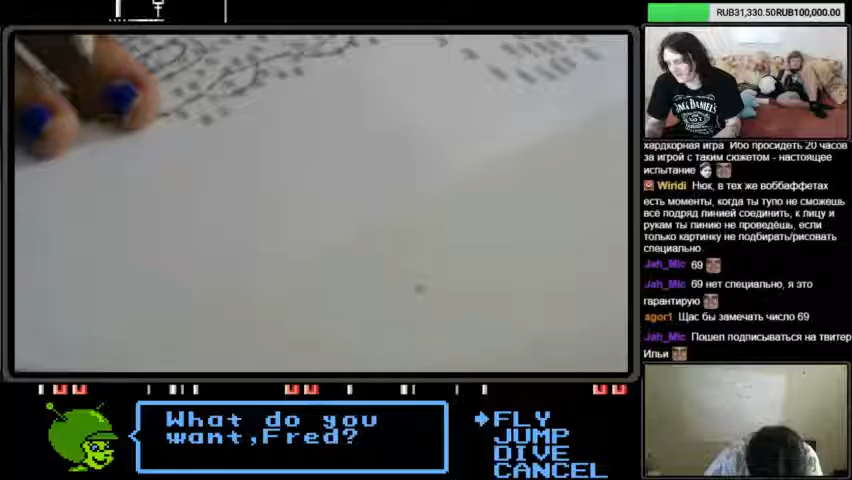 RUB31,330.50RUB100,000.00
хардкорная игра Ибо просидеть 20 часов
за игрой с таким сюжетом - настоящее
испытание
Wiridi Нюк, в тех же воббаффетах
есть моменты, когда ты тупо не сможешь
всё подряд линией соединить, к лицу и
рукам ты линию не проведёшь, если
только картинку не подбирать/рисовать
специально
Jah_Mic 69
Jah_Mic 69 нет специально, я это
гарантирую
agor1 Щас бы замечать число 69
Jah_Mic Пошел подписываться на твитер
Ильи
What do you
want,Fred?
FLY
JUMP
DIVE
CANCEL